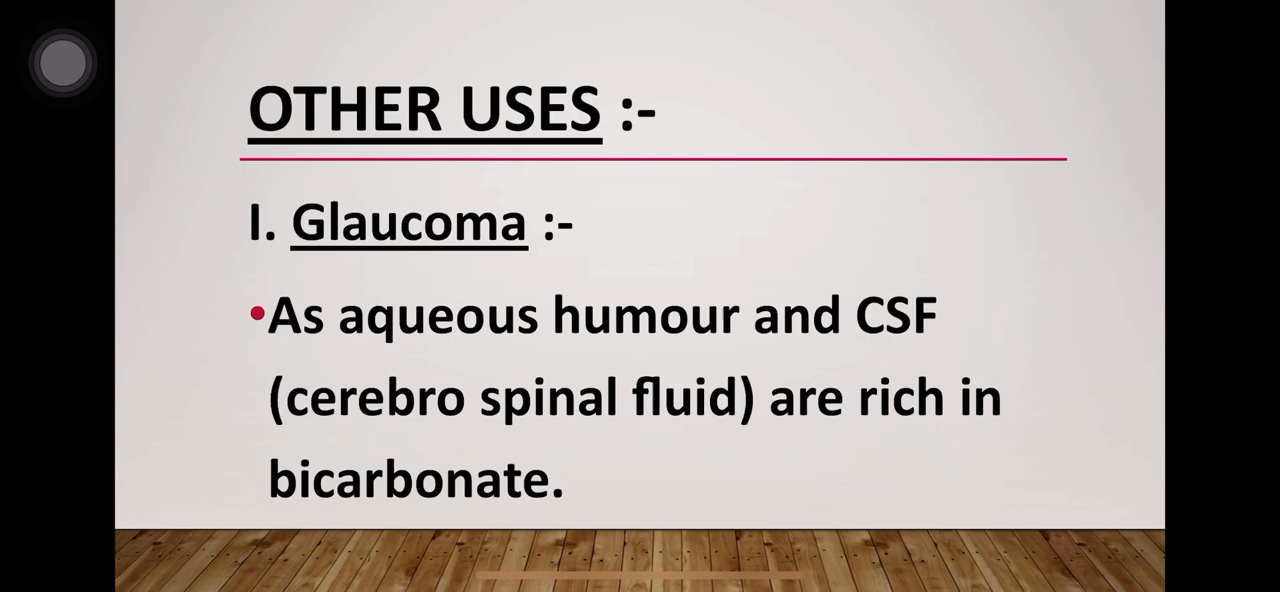 OTHER USES :-
I. Glaucoma :-
•As aqueous humour and CSF
(cerebro spinal fluid) are rich in
bicarbonate.